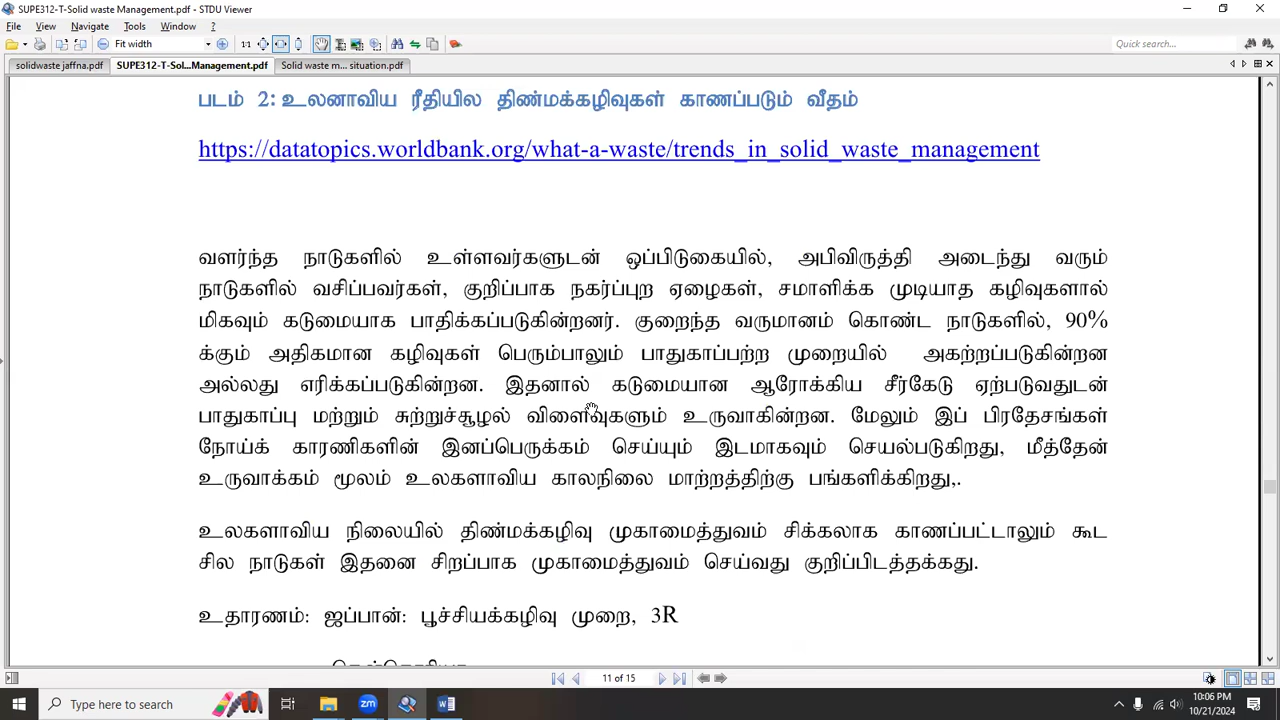 SUPE312-T-Solid waste Management.pdf - STDU Viewer
File View Navigate Tools Window ?
Fit width
1:1
Quick search...
solidwaste jaffna.pdf
SUPE312-T-Sol...Management.pdf
Solid waste m... situation.pdf
படம் 2: உலனாவிய ரீதியில திண்மக்கழிவுகள் காணப்படும் வீதம்
https://datatopics.worldbank.org/what-a-waste/trends_in_solid_waste_management
வளர்ந்த நாடுகளில் உள்ளவர்களுடன் ஒப்பிடுகையில், அபிவிருத்தி அடைந்து வரும்
நாடுகளில் வசிப்பவர்கள், குறிப்பாக நகர்ப்புற ஏழைகள், சமாளிக்க முடியாத கழிவுகளால்
மிகவும் கடுமையாக பாதிக்கப்படுகின்றனர். குறைந்த வருமானம் கொண்ட நாடுகளில், 90%
க்கும் அதிகமான கழிவுகள் பெரும்பாலும் பாதுகாப்பற்ற முறையில் அகற்றப்படுகின்றன
அல்லது எரிக்கப்படுகின்றன. இதனால் கடுமையான ஆரோக்கிய சீர்கேடு ஏற்படுவதுடன்
பாதுகாப்பு மற்றும் சுற்றுச்சூழல் விளைவுகளும் உருவாகின்றன. மேலும் இப் பிரதேசங்கள்
நோய்க் காரணிகளின் இனப்பெருக்கம் செய்யும் இடமாகவும் செயல்படுகிறது, மீத்தேன்
உருவாக்கம் மூலம் உலகளாவிய காலநிலை மாற்றத்திற்கு பங்களிக்கிறது,.
உலகளாவிய நிலையில் திண்மக்கழிவு முகாமைத்துவம் சிக்கலாக காணப்பட்டாலும் கூட
சில நாடுகள் இதனை சிறப்பாக முகாமைத்துவம் செய்வது குறிப்பிடத்தக்கது.
உதாரணம்: ஜப்பான்: பூச்சியக்கழிவு முறை, 3R
11 of 15
Type here to search
zm
10:06 PM
10/21/2024